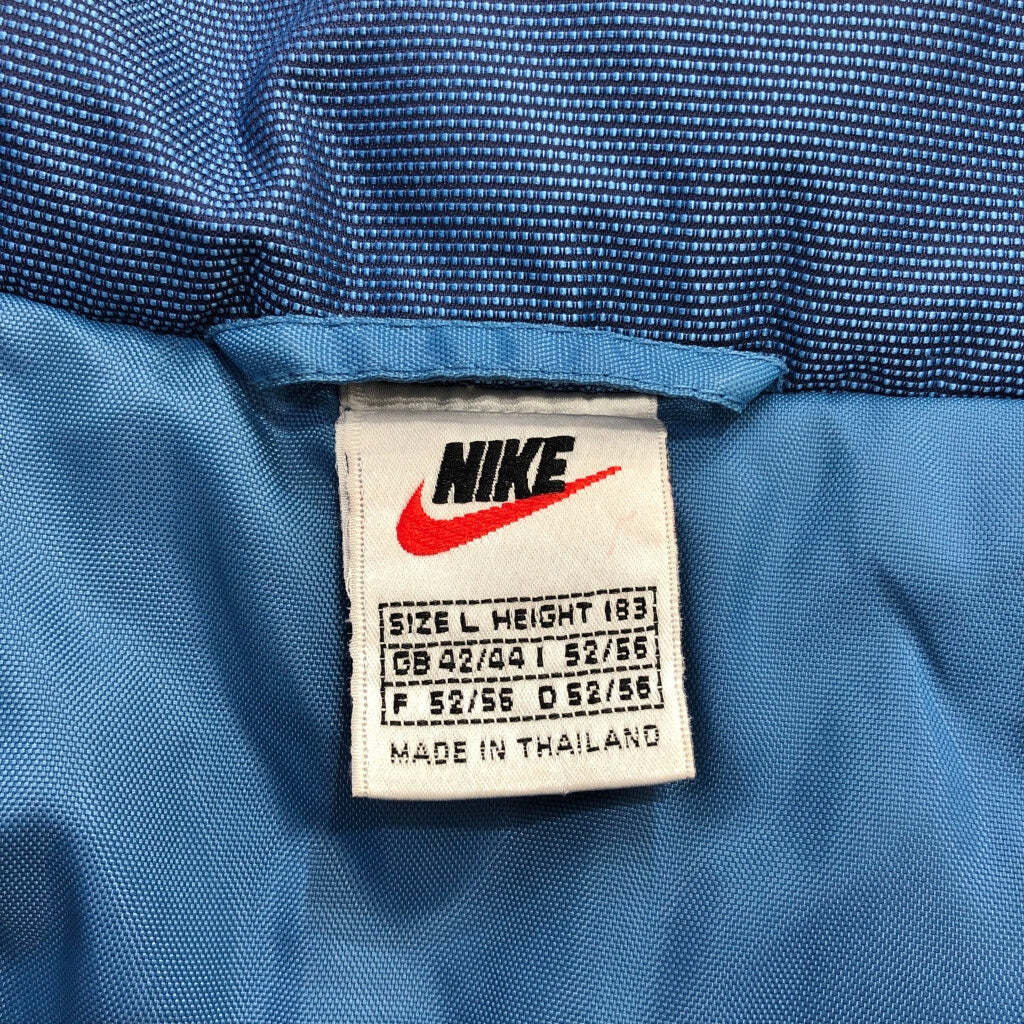 NIKE
SIZE L HEIGHT 183
GB 42/44 I 52/56
F 52/56 D 52/56
MADE IN THAILAND